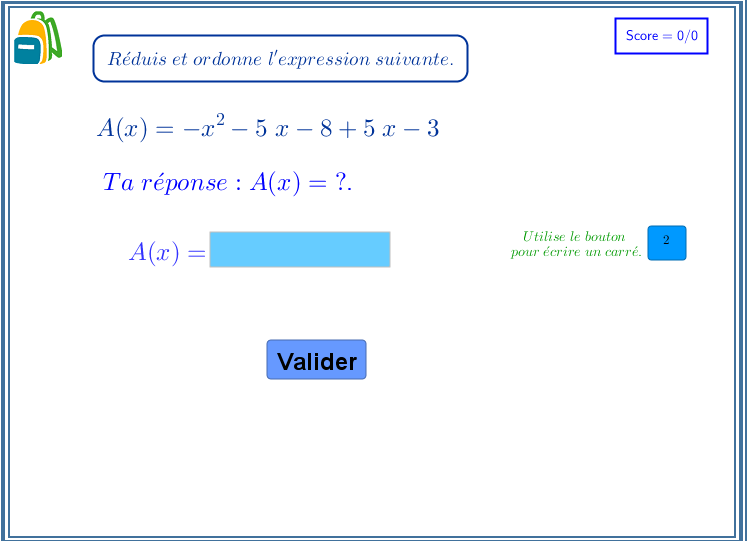 Score = 0/0
Réduis et ordonne l'expression suivante.
A(x) = −x² − 5 x − 8 + 5 x − 3
Ta réponse : A(x) = ?.
A(x) =
Utilise le bouton
pour écrire un carré.
2
Valider